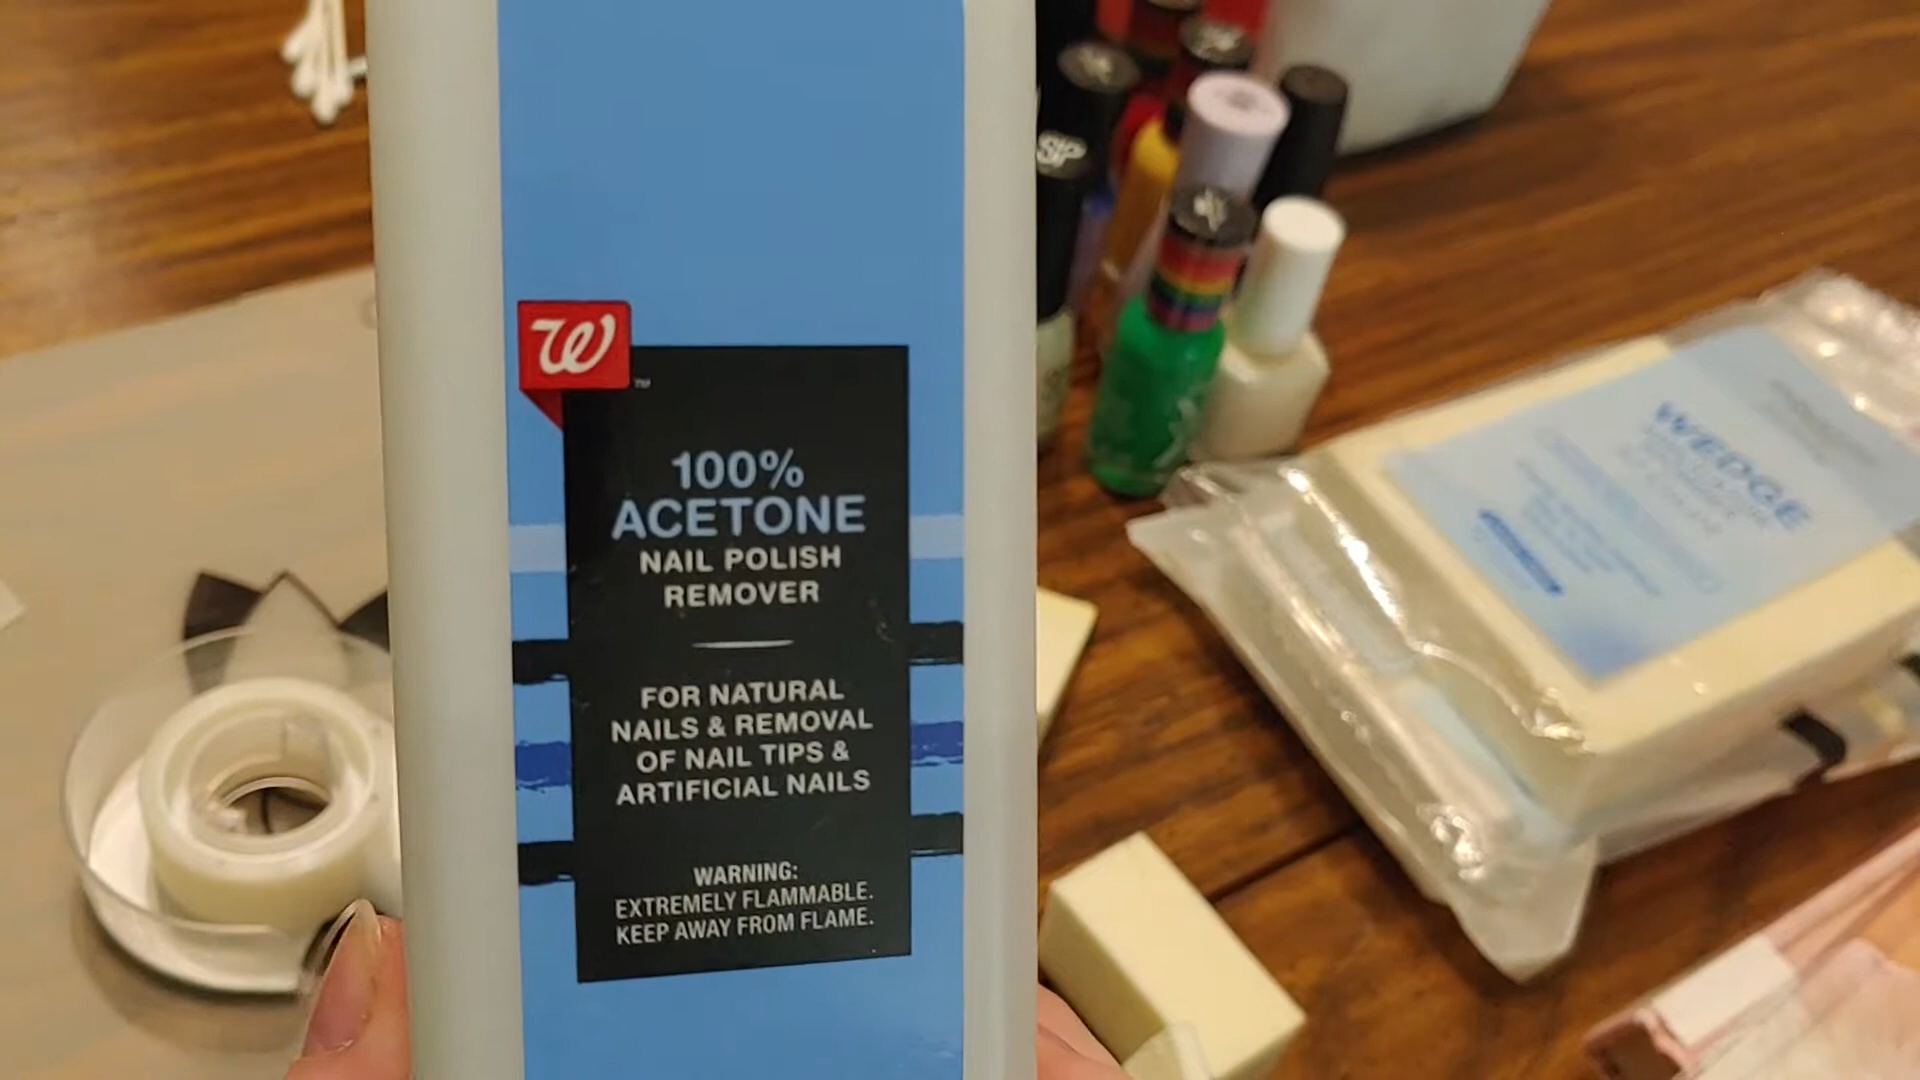 W
TM
100%
ACETONE
NAIL POLISH
REMOVER
FOR NATURAL
NAILS & REMOVAL
OF NAIL TIPS &
ARTIFICIAL NAILS
WARNING:
EXTREMELY FLAMMABLE.
KEEP AWAY FROM FLAME.
WEDGE